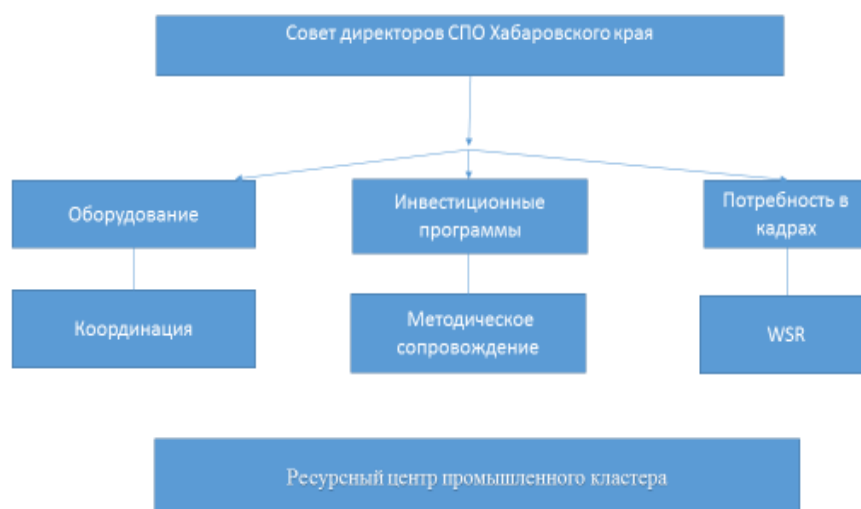 Совет директоров СПО Хабаровского края
Оборудование
Инвестиционные
программы
Потребность в
кадрах
Координация
Методическое
сопровождение
WSR
Ресурсный центр промышленного кластера